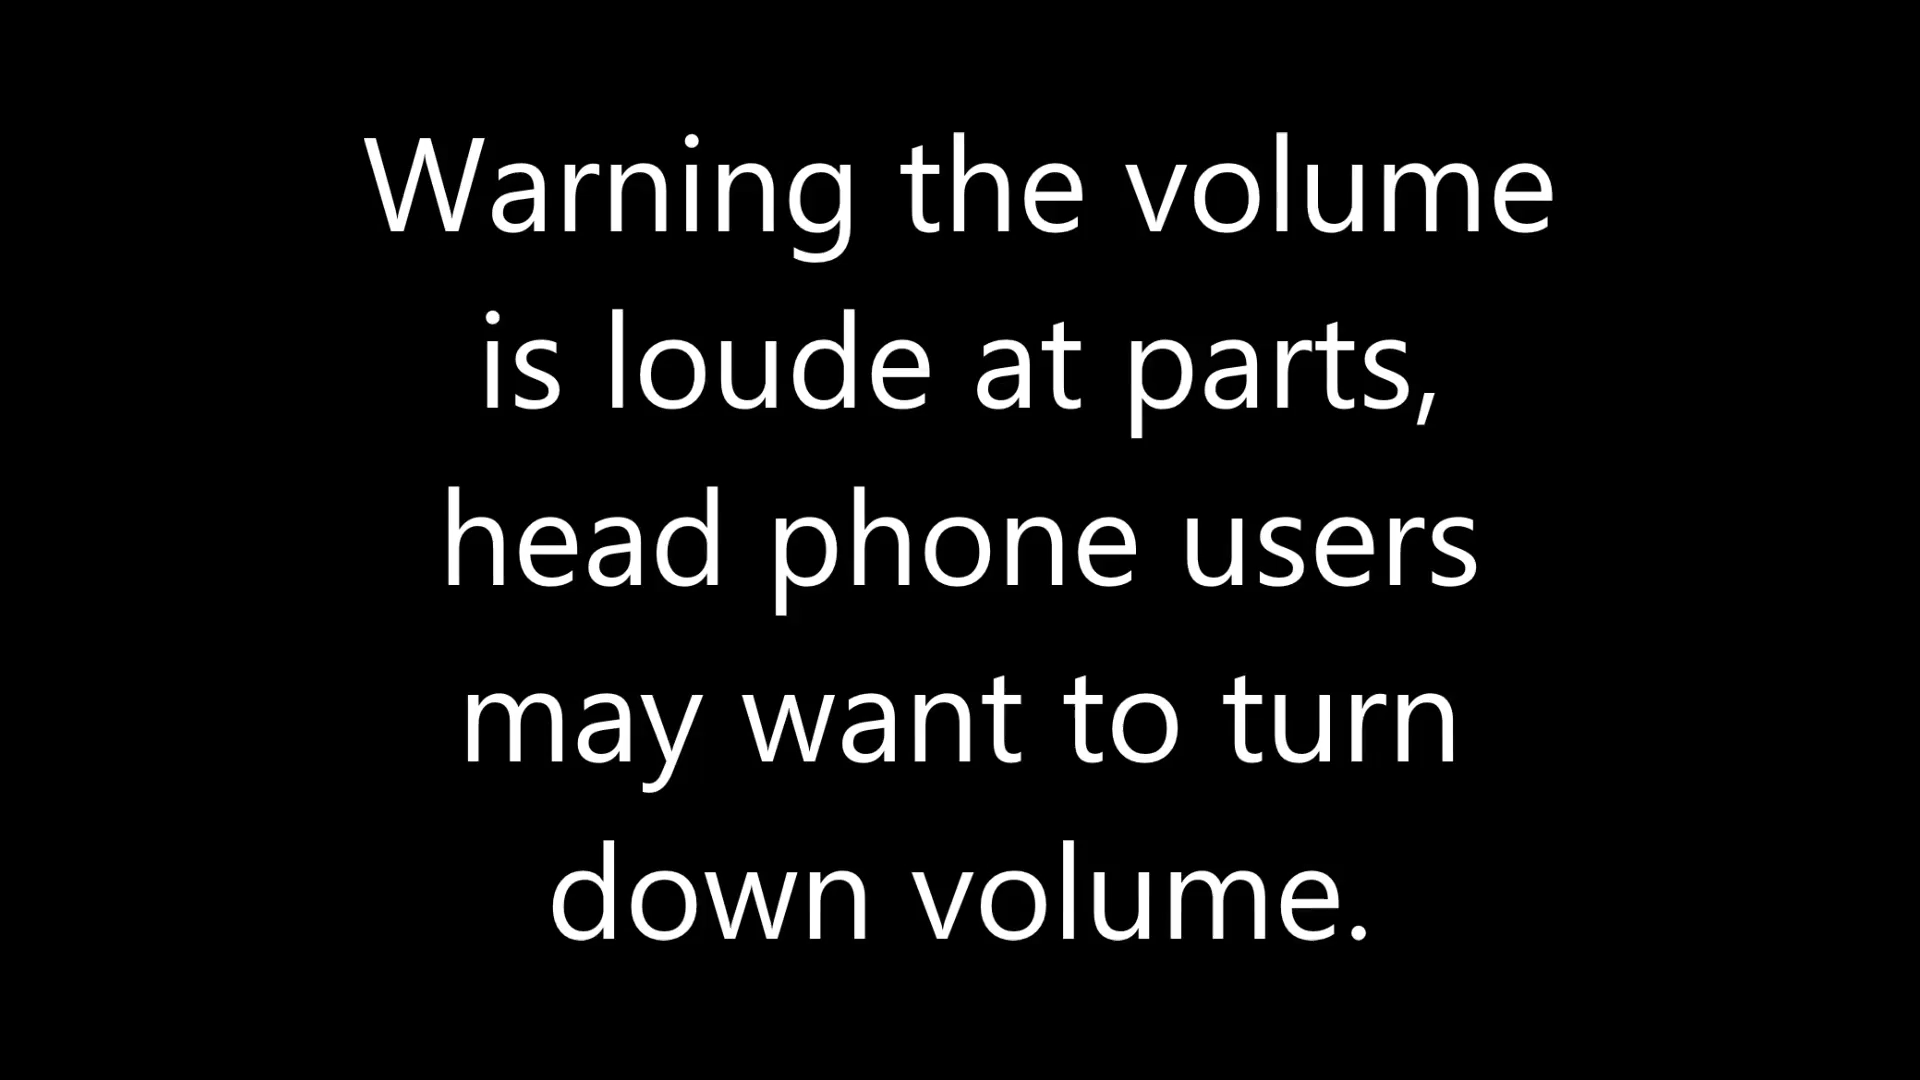 Warning the volume
is loude at parts,
head phone users
may want to turn
down volume.